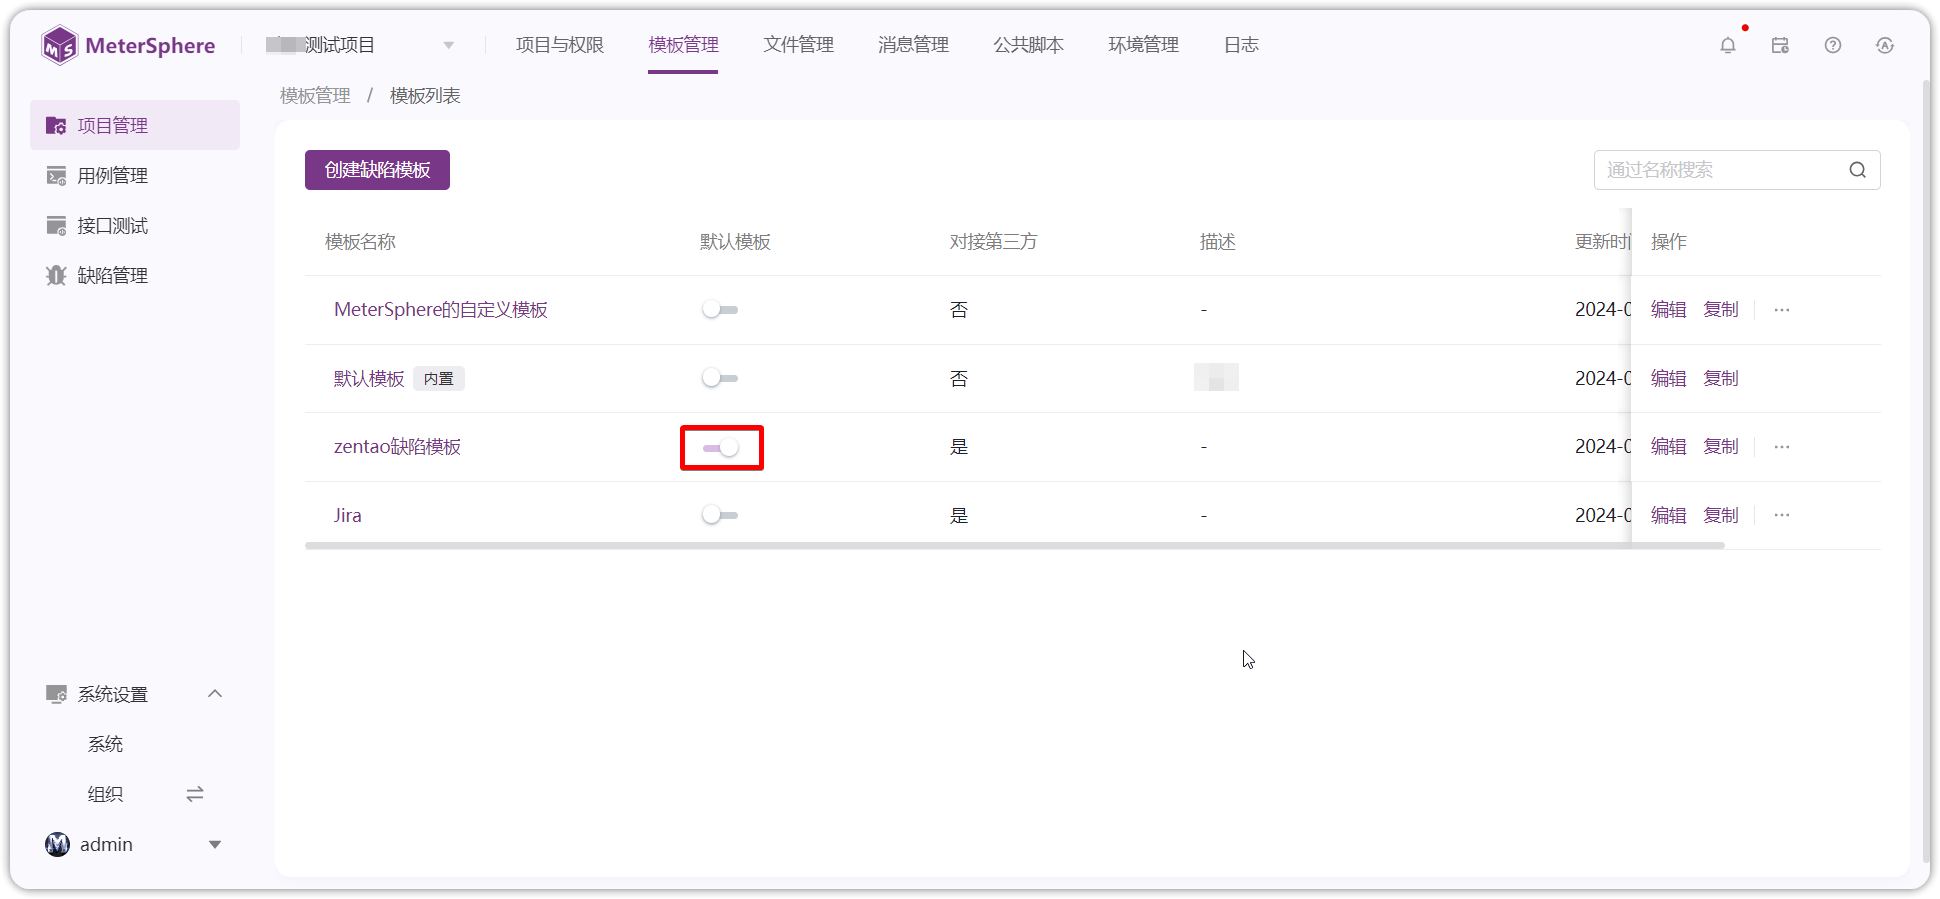 MeterSphere
测试项目
项目与权限
模板管理
文件管理
消息管理
公共脚本
环境管理
日志
模板管理 / 模板列表
项目管理
用例管理
接口测试
缺陷管理
创建缺陷模板
通过名称搜索
模板名称 默认模板 对接第三方 描述 更新时 操作
MeterSphere的自定义模板 否 - 2024-0 编辑 复制 ···
默认模板 内置 否 2024-0 编辑 复制
zentao缺陷模板 是 - 2024-0 编辑 复制 ···
Jira 是 - 2024-0 编辑 复制 ···
系统设置
系统
组织
admin